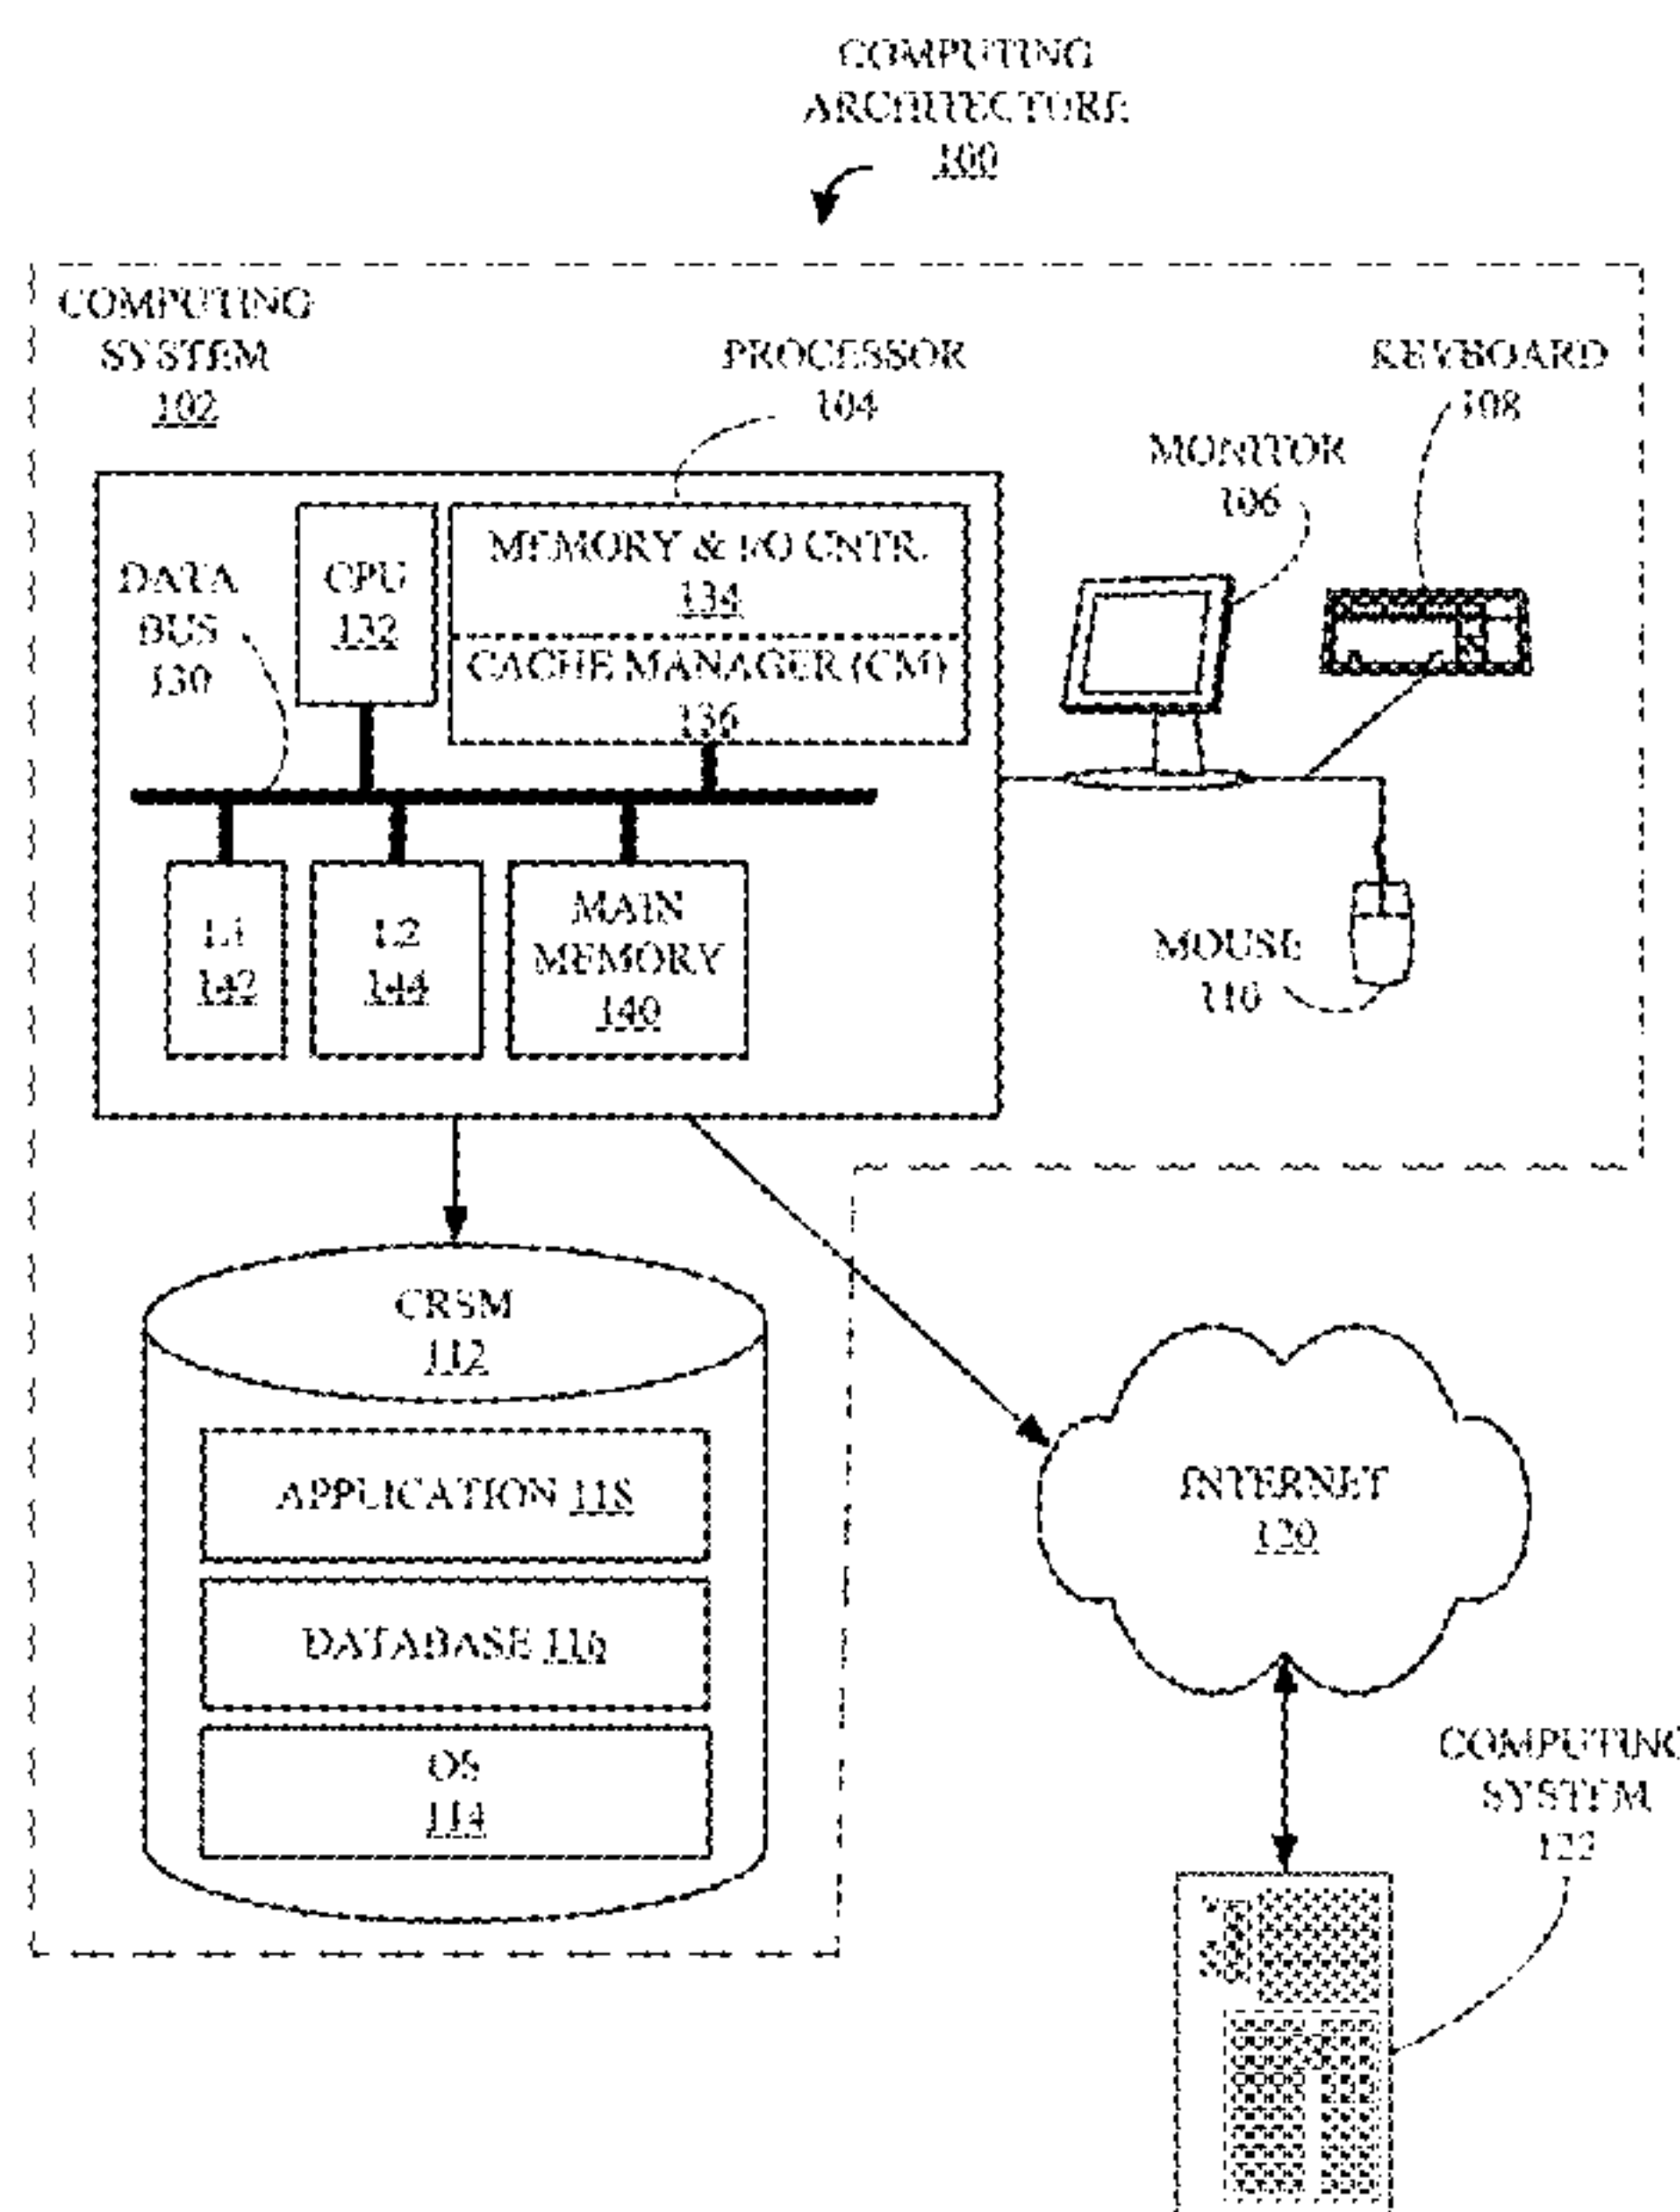 COMPUTING
ARCHITECTURE
100
COMPUTING
SYSTEM
102
PROCESSOR
104
KEYBOARD
108
MONITOR
106
DATA
BUS
130
CPU
132
MEMORY & I/O CNTR.
134
CACHE MANAGER (CM)
136
L1
142
L2
144
MAIN
MEMORY
140
MOUSE
110
CRSM
112
APPLICATION 118
DATABASE 116
OS
114
INTERNET
120
COMPUTING
SYSTEM
122